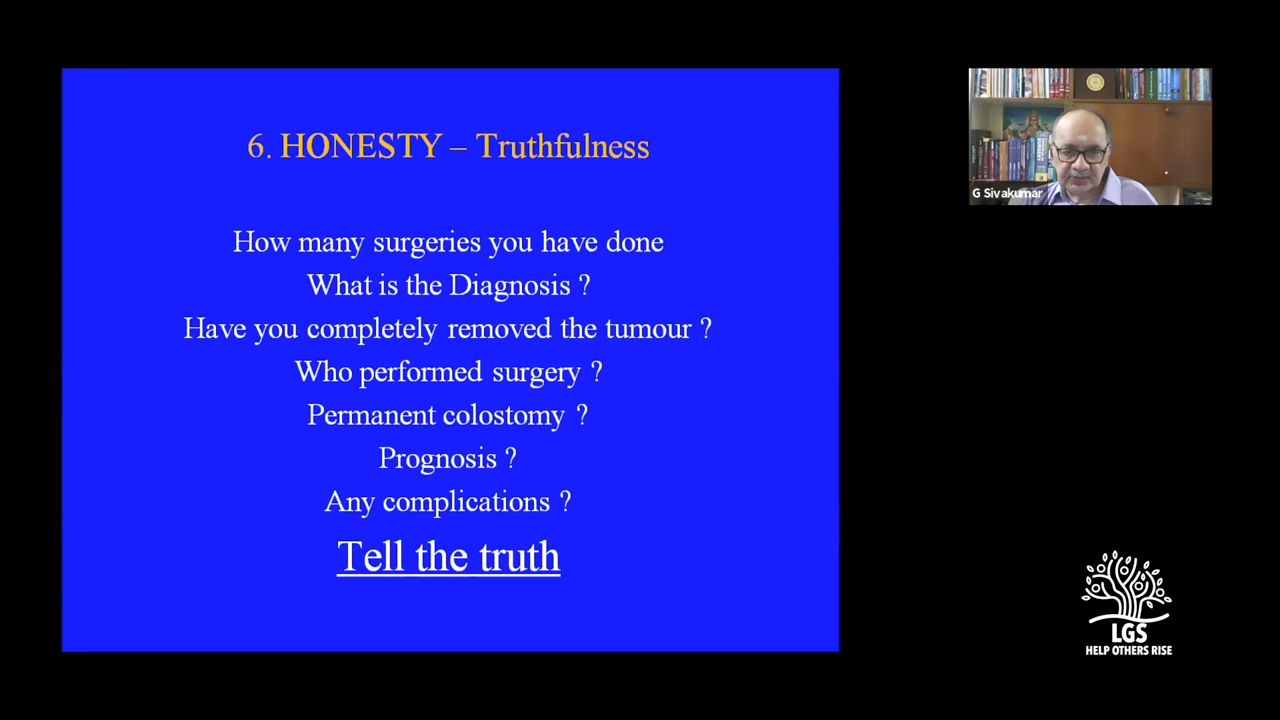 6. HONESTY – Truthfulness
How many surgeries you have done
What is the Diagnosis ?
Have you completely removed the tumour ?
Who performed surgery ?
Permanent colostomy ?
Prognosis ?
Any complications ?
Tell the truth
G Sivakumar
LGS
HELP OTHERS RISE